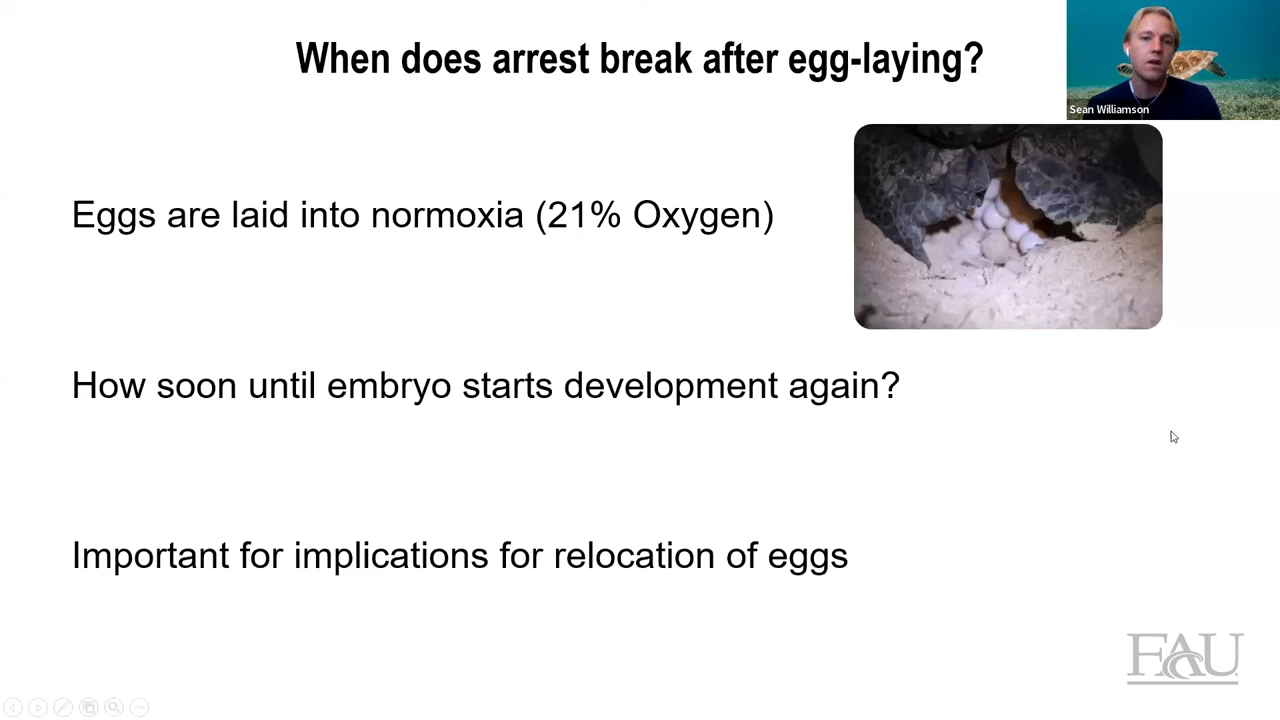 When does arrest break after egg-laying?
Sean Williamson
Eggs are laid into normoxia (21% Oxygen)
How soon until embryo starts development again?
Important for implications for relocation of eggs
FAU